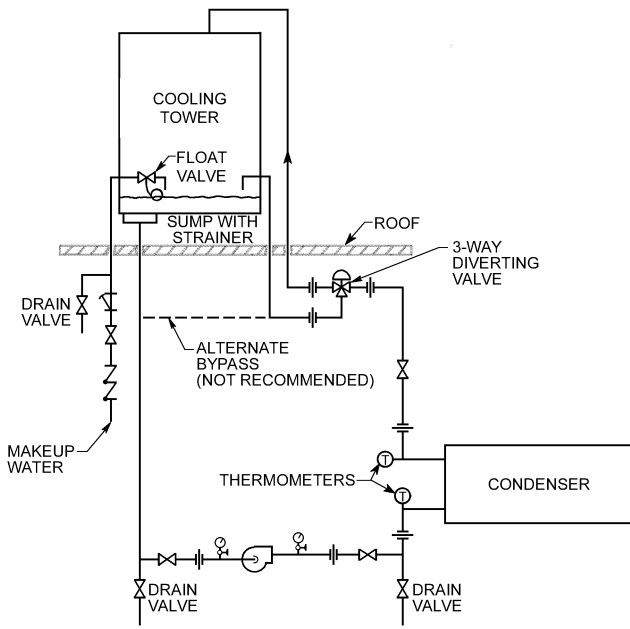 COOLING
TOWER
FLOAT
VALVE
SUMP WITH
STRAINER
ROOF
3-WAY
DIVERTING
VALVE
DRAIN
VALVE
ALTERNATE
BYPASS
(NOT RECOMMENDED)
MAKEUP
WATER
THERMOMETERS
T
T
CONDENSER
DRAIN
VALVE
DRAIN
VALVE